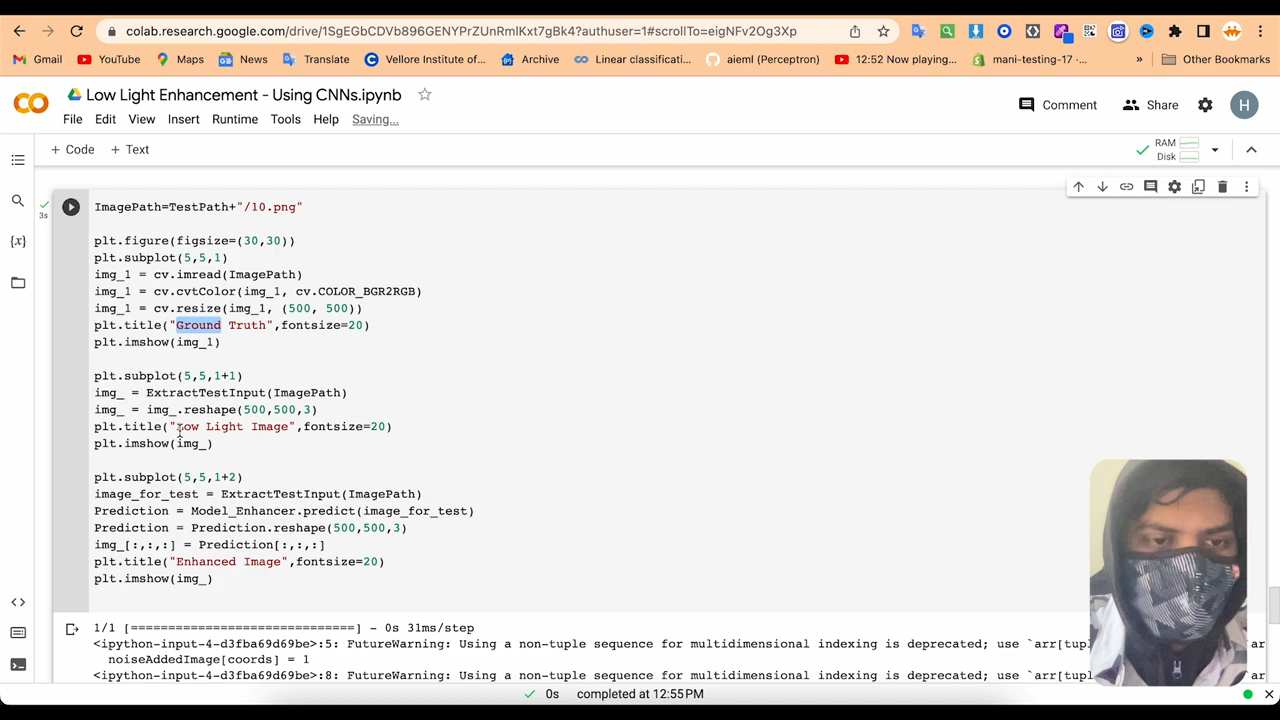 colab.research.google.com/drive/1SgEGbCDVb896GENYPrZUnRmlKxt7gBk4?authuser=1#scrollTo=eigNFv2Og3Xp
Gmail YouTube Maps News Translate Vellore Institute of... Archive Linear classificati... aieml (Perceptron) 12:52 Now playing... mani-testing-17 ·... » Other Bookmarks
Low Light Enhancement - Using CNNs.ipynb
Comment Share H
File Edit View Insert Runtime Tools Help Saving...
+ Code + Text
RAM
Disk
3s
ImagePath=TestPath+"/10.png"
plt.figure(figsize=(30,30))
plt.subplot(5,5,1)
img_1 = cv.imread(ImagePath)
img_1 = cv.cvtColor(img_1, cv.COLOR_BGR2RGB)
img_1 = cv.resize(img_1, (500, 500))
plt.title("Ground Truth",fontsize=20)
plt.imshow(img_1)
plt.subplot(5,5,1+1)
img_ = ExtractTestInput(ImagePath)
img_ = img_.reshape(500,500,3)
plt.title("Low Light Image",fontsize=20)
plt.imshow(img_)
plt.subplot(5,5,1+2)
image_for_test = ExtractTestInput(ImagePath)
Prediction = Model_Enhancer.predict(image_for_test)
Prediction = Prediction.reshape(500,500,3)
img_[:,:,:] = Prediction[:,:,:]
plt.title("Enhanced Image",fontsize=20)
plt.imshow(img_)
1/1 [==============================] - 0s 31ms/step
<ipython-input-4-d3fba69d69be>:5: FutureWarning: Using a non-tuple sequence for multidimensional indexing is deprecated; use `arr[tupl
noiseAddedImage[coords] = 1
<ipython-input-4-d3fba69d69be>:8: FutureWarning: Using a non-tuple sequence for multidimensional indexing is deprecated; use `arr[tupl
0s completed at 12:55PM